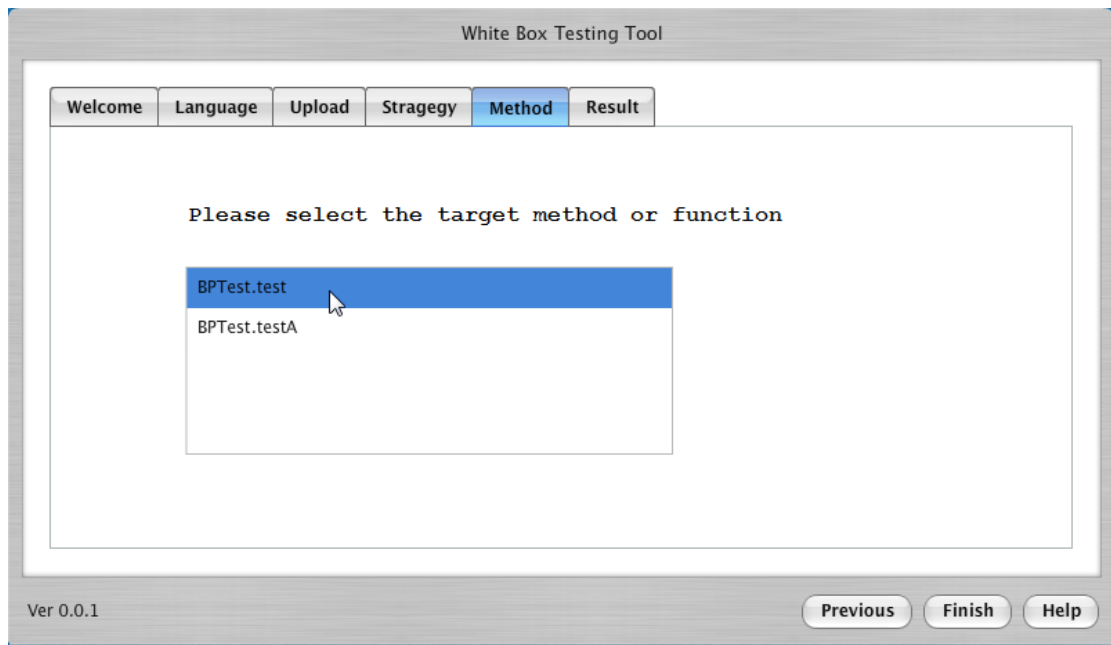 White Box Testing Tool
Welcome Language Upload Stragegy Method Result
Please select the target method or function
BPTest.test
BPTest.testA
Ver 0.0.1 Previous Finish Help